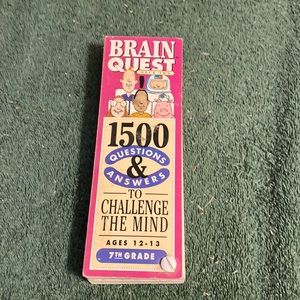 BRAIN
QUEST
1500
QUESTIONS
&
ANSWERS
TO
CHALLENGE
THE MIND
AGES 12-13
7TH GRADE